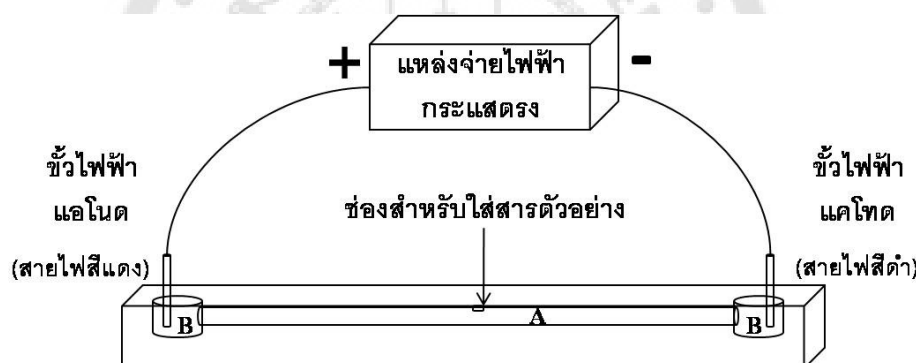 +
แหล่งจ่ายไฟฟ้า
กระแสตรง
-
ขั้วไฟฟ้า
แอโนด
(สายไฟสีแดง)
ช่องสำหรับใส่สารตัวอย่าง
ขั้วไฟฟ้า
แคโทด
(สายไฟสีดำ)
B
A
B